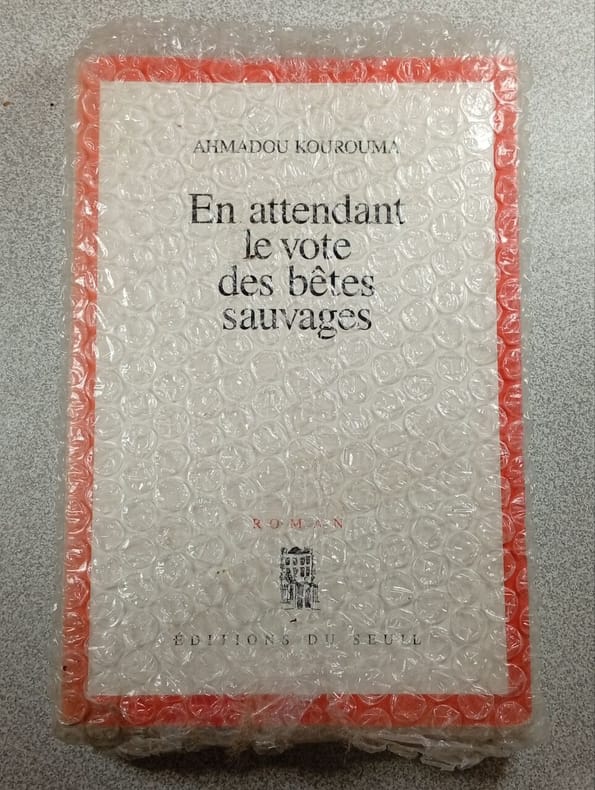 AHMADOU KOUROUMA
En attendant
le vote
des bêtes
sauvages
ROMAN
ÉDITIONS DU SEUIL